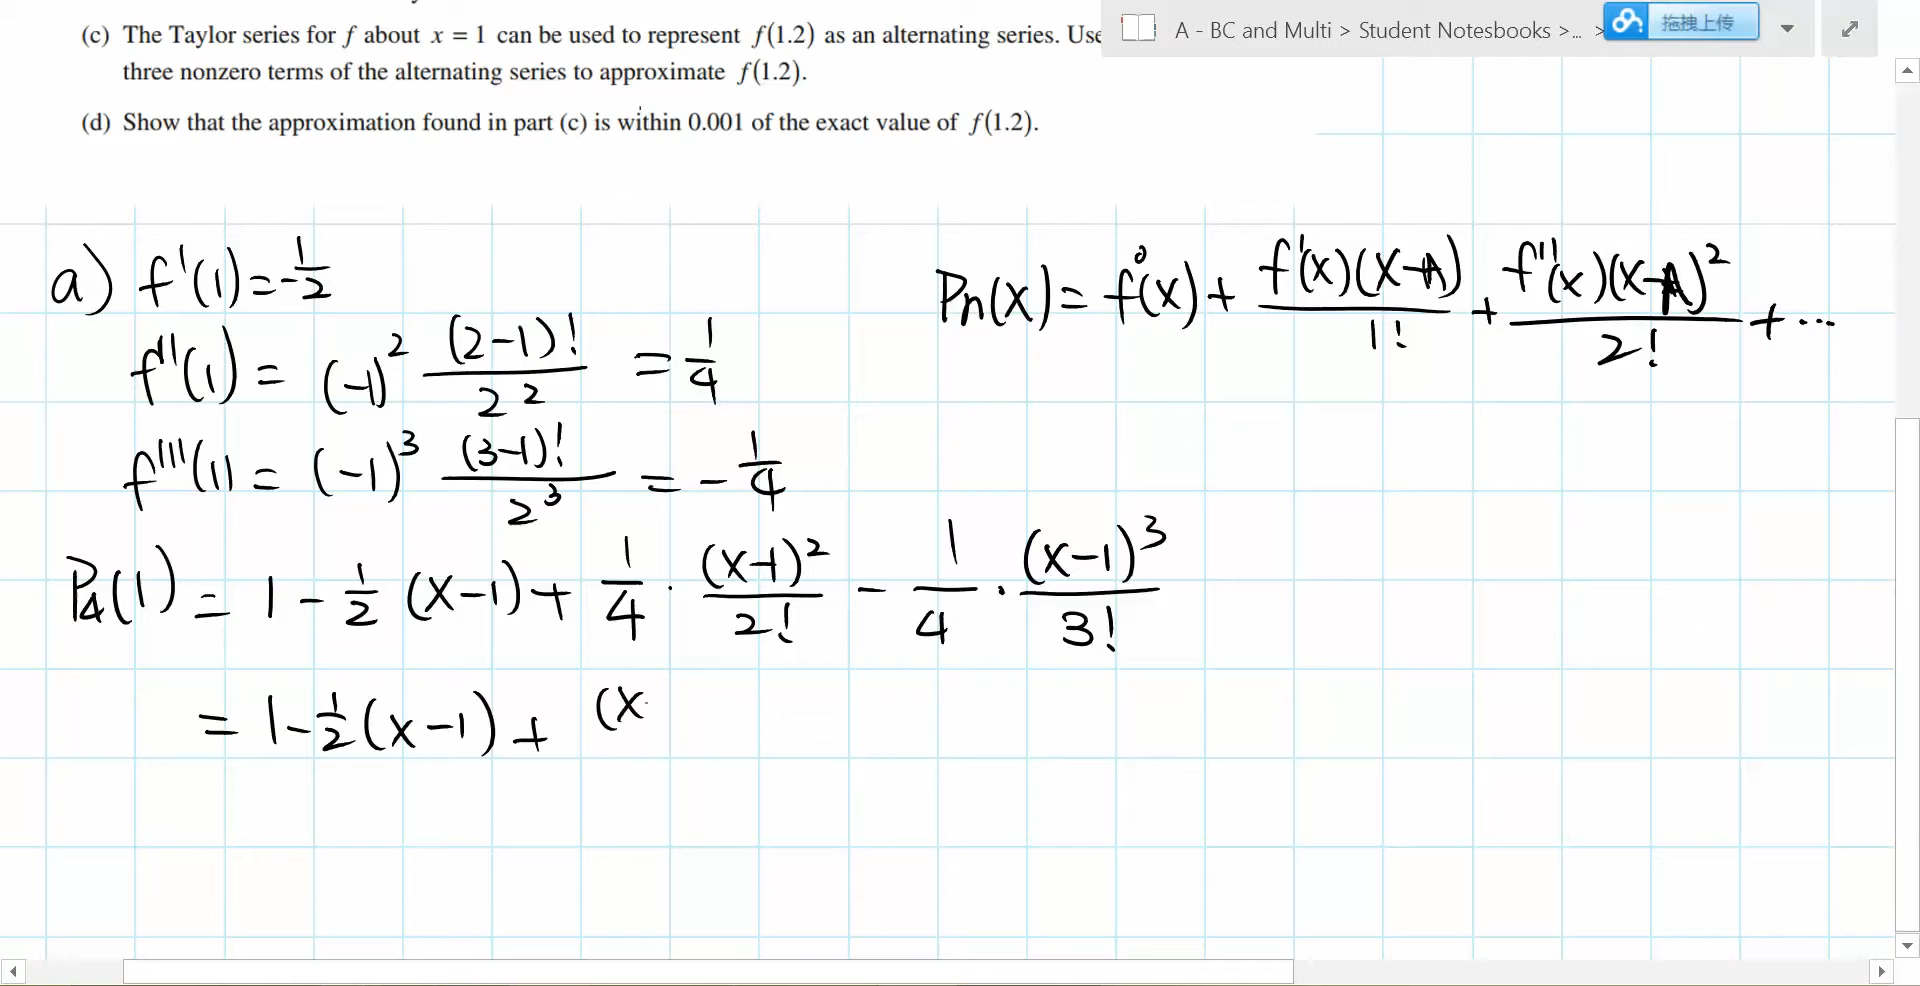 (c) The Taylor series for f about x = 1 can be used to represent f(1.2) as an alternating series. Use
A - BC and Multi > Student Notesbooks >... >
拖拽上传
three nonzero terms of the alternating series to approximate f(1.2).
(d) Show that the approximation found in part (c) is within 0.001 of the exact value of f(1.2).
a) f'(1) = -1/2
Pn(x) = f⁰(x) + f'(x)(x-A)/1! + f''(x)(x-A)²/2! + ...
f''(1) = (-1)² (2-1)!/2² = 1/4
f'''(1) = (-1)³ (3-1)!/2³ = - 1/4
P₄(1) = 1 - 1/2 (x-1) + 1/4 · (x-1)²/2! - 1/4 · (x-1)³/3!
= 1 - 1/2 (x-1) + (x-